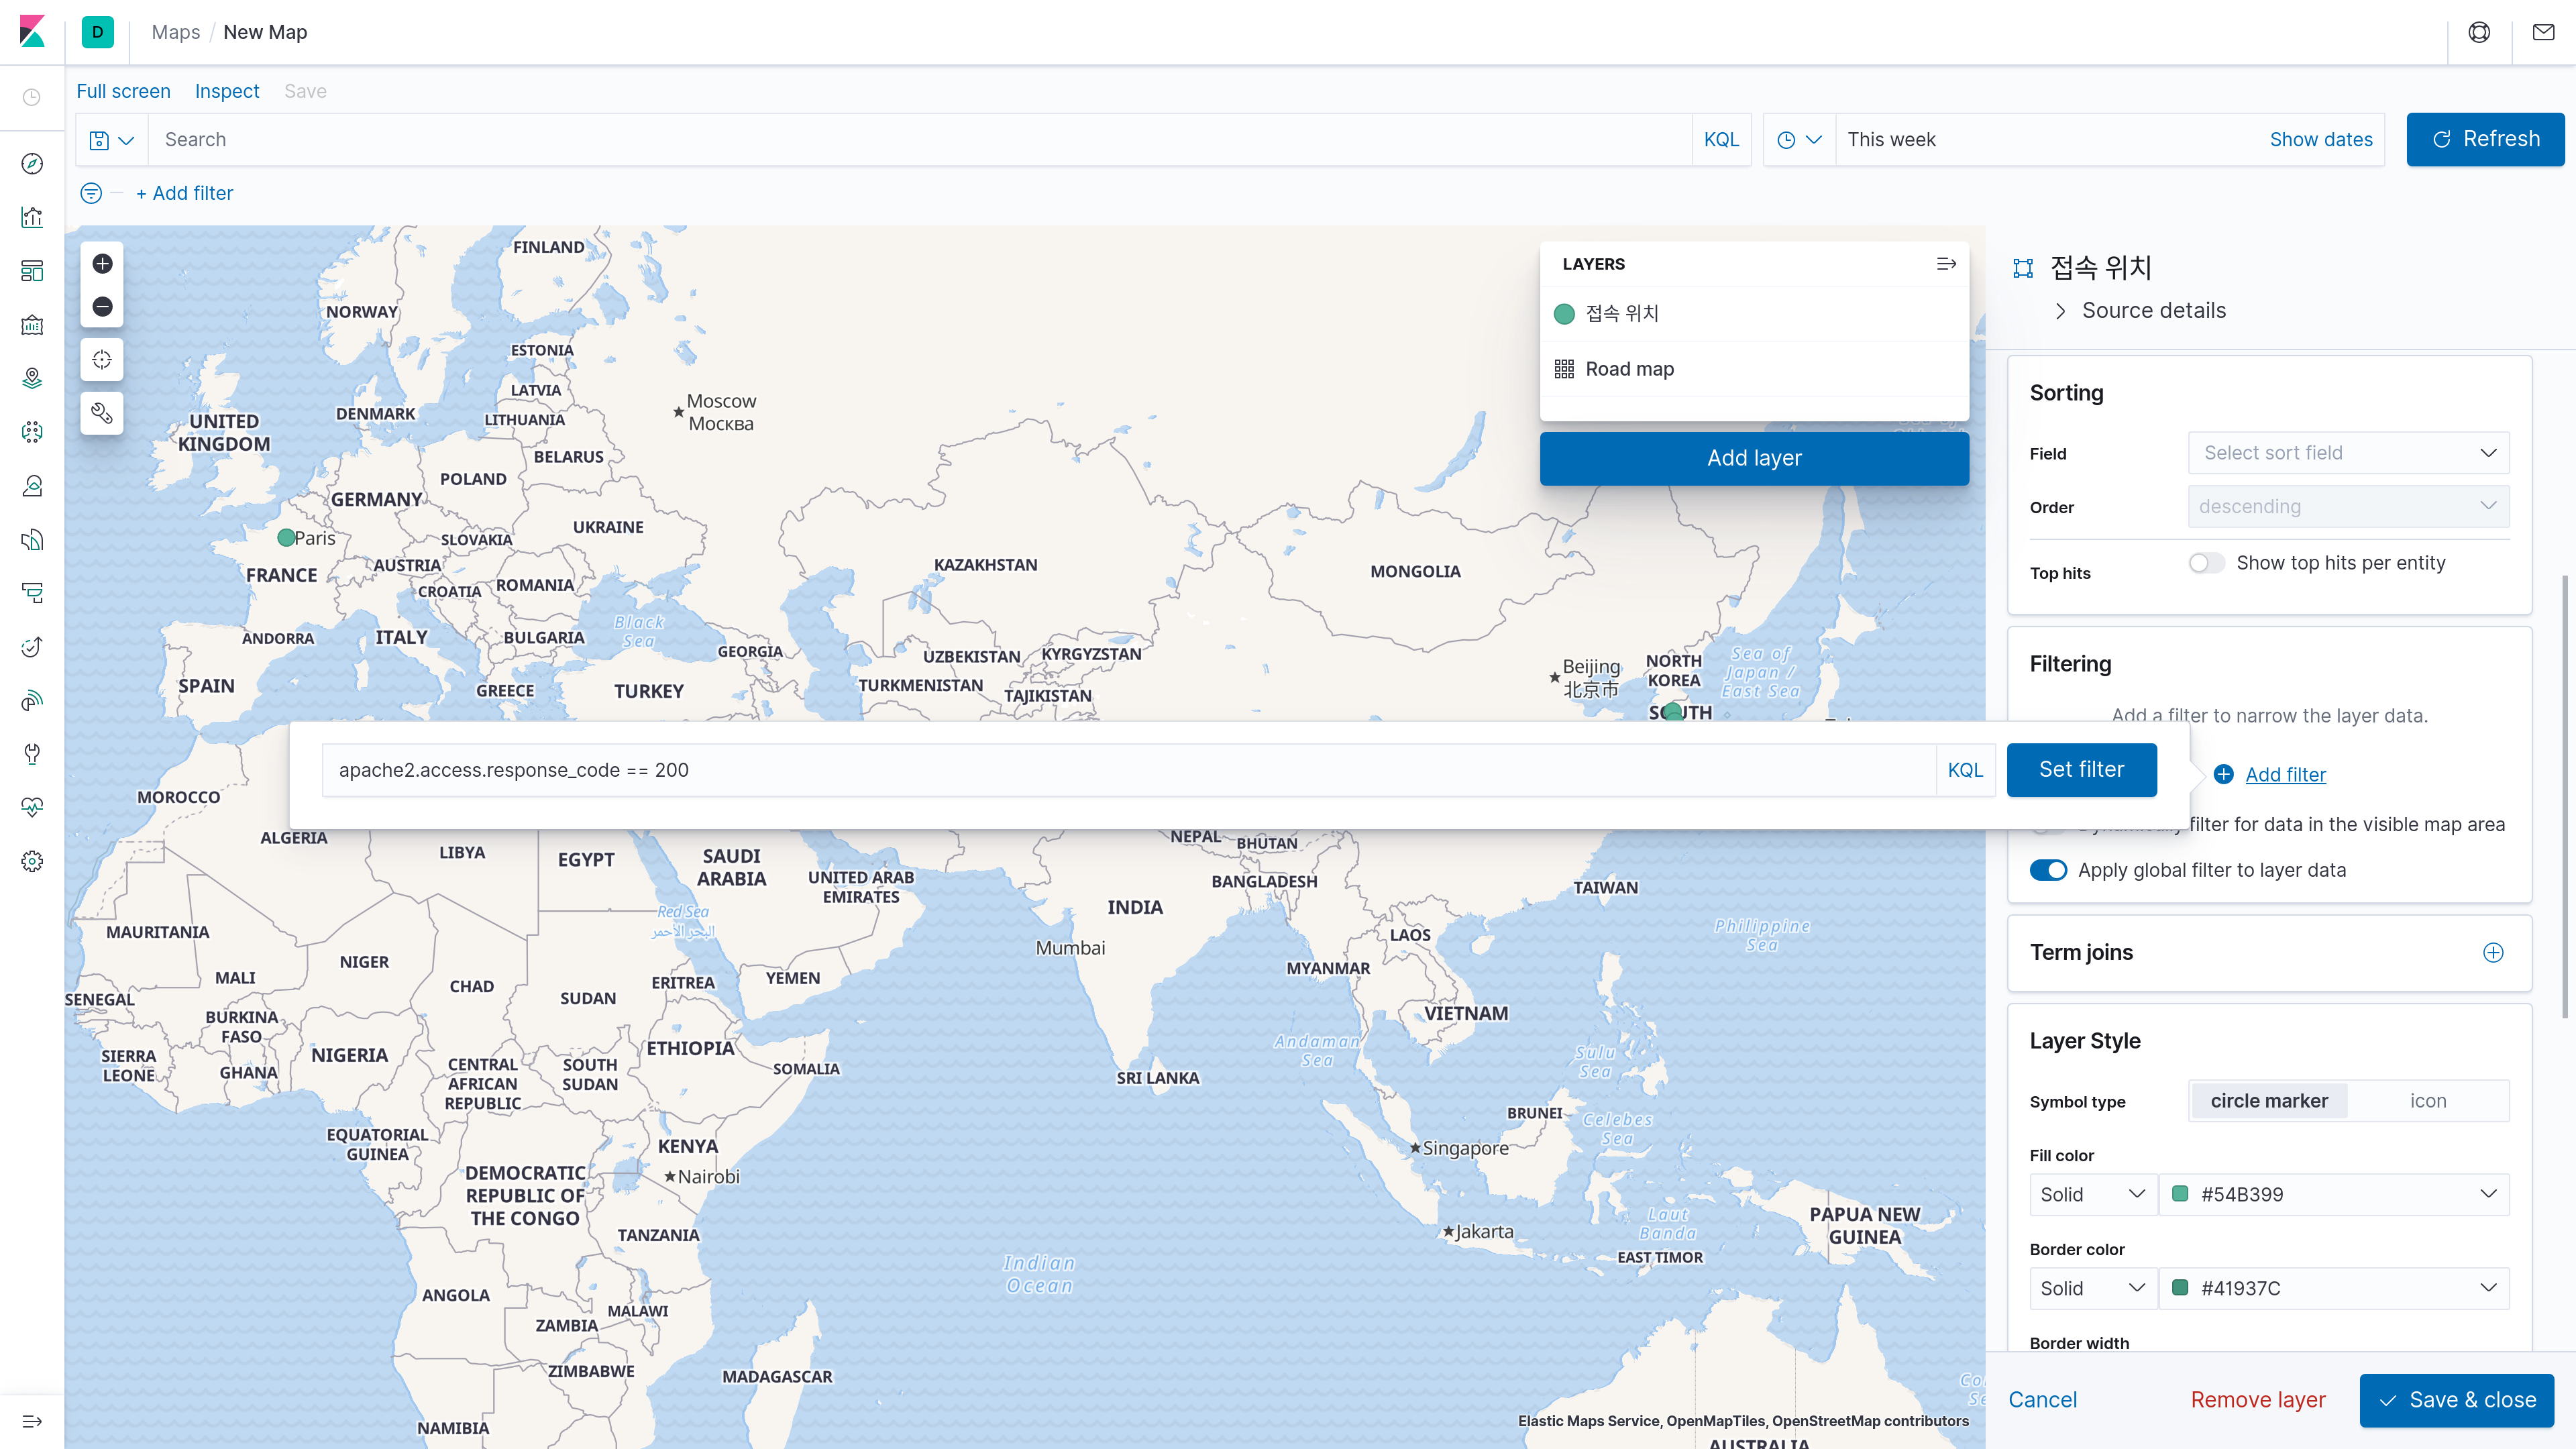 D
Maps / New Map
Full screen Inspect Save
Search KQL This week Show dates Refresh
+ Add filter
FINLAND
NORWAY
ESTONIA
LATVIA
LITHUANIA
DENMARK
UNITED
KINGDOM
Moscow
Москва
BELARUS
POLAND
GERMANY
UKRAINE
Paris
SLOVAKIA
AUSTRIA
FRANCE
CROATIA
ROMANIA
KAZAKHSTAN
MONGOLIA
Black
Sea
ANDORRA
ITALY
BULGARIA
GEORGIA
UZBEKISTAN
KYRGYZSTAN
SPAIN
GREECE
TURKEY
TURKMENISTAN
TAJIKISTAN
Beijing
北京市
NORTH
KOREA
Sea of
Japan /
East Sea
SOUTH
LAYERS
접속 위치
Road map
Add layer
apache2.access.response_code == 200 KQL Set filter
MOROCCO
ALGERIA
LIBYA
EGYPT
SAUDI
ARABIA
UNITED ARAB
EMIRATES
NEPAL
BHUTAN
BANGLADESH
INDIA
TAIWAN
Red Sea
البحر الأحمر
MAURITANIA
Mumbai
LAOS
Philippine
Sea
NIGER
MALI
CHAD
ERITREA
YEMEN
MYANMAR
SENEGAL
SUDAN
BURKINA
FASO
VIETNAM
SIERRA
LEONE
NIGERIA
GHANA
ETHIOPIA
Andaman
Sea
Sulu
Sea
CENTRAL
AFRICAN
REPUBLIC
SOUTH
SUDAN
SOMALIA
SRI LANKA
BRUNEI
Celebes
Sea
EQUATORIAL
GUINEA
KENYA
Singapore
Nairobi
DEMOCRATIC
REPUBLIC OF
THE CONGO
TANZANIA
Jakarta
Laut
Banda
PAPUA NEW
GUINEA
EAST TIMOR
Indian
Ocean
ANGOLA
MALAWI
ZAMBIA
ZIMBABWE
MADAGASCAR
NAMIBIA
AUSTRALIA
Elastic Maps Service, OpenMapTiles, OpenStreetMap contributors
접속 위치
Source details
Sorting
Field Select sort field
Order descending
Top hits Show top hits per entity
Filtering
Add a filter to narrow the layer data.
Add filter
Dynamically filter for data in the visible map area
Apply global filter to layer data
Term joins
Layer Style
Symbol type circle marker icon
Fill color
Solid #54B399
Border color
Solid #41937C
Border width
Cancel Remove layer Save & close